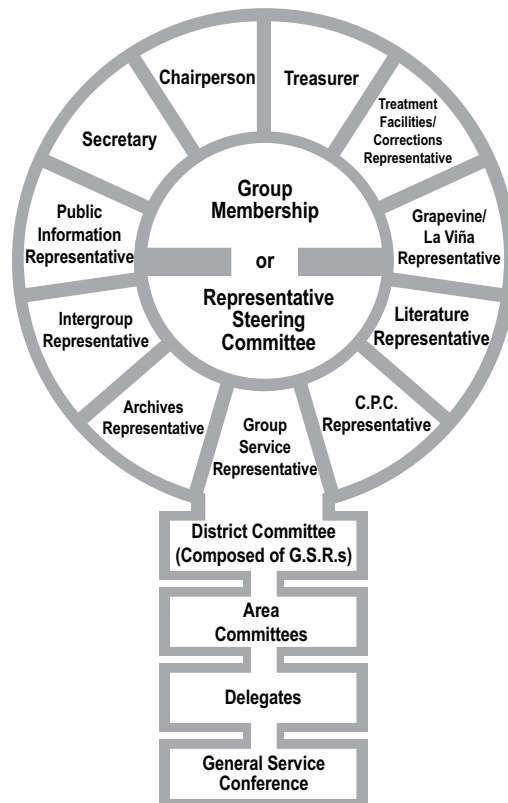 Chairperson
Treasurer
Secretary
Treatment
Facilities/
Corrections
Representative
Public
Information
Representative
Group
Membership
or
Representative
Steering
Committee
Grapevine/
La Viña
Representative
Intergroup
Representative
Literature
Representative
Archives
Representative
Group
Service
Representative
C.P.C.
Representative
District Committee
(Composed of G.S.R.s)
Area
Committees
Delegates
General Service
Conference